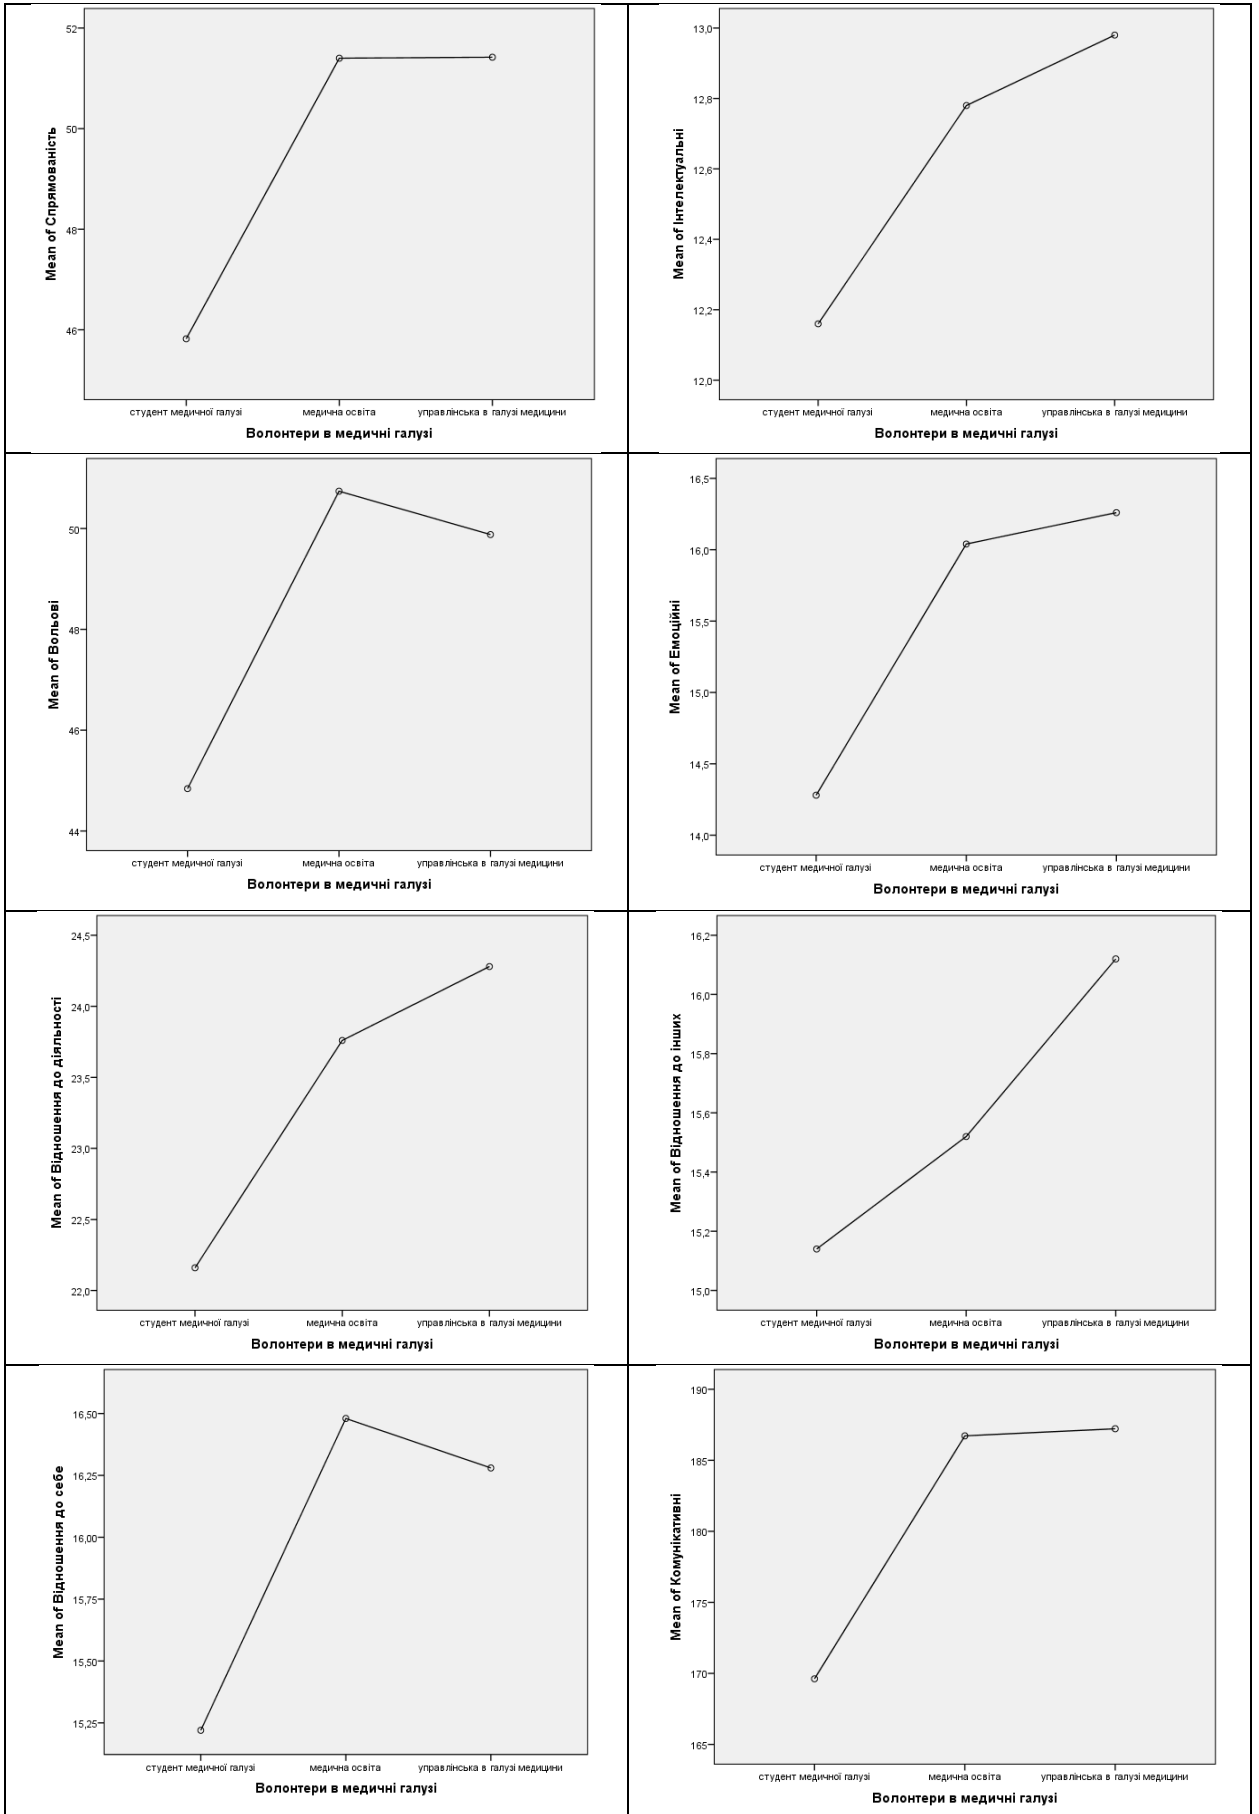 Mean of Спрямованість
52
50
48
46
студент медичної галузі медична освіта управлінська в галузі медицини
Волонтери в медичні галузі
Mean of Інтелектуальні
13,0
12,8
12,6
12,4
12,2
12,0
студент медичної галузі медична освіта управлінська в галузі медицини
Волонтери в медичні галузі
Mean of Вольові
50
48
46
44
студент медичної галузі медична освіта управлінська в галузі медицини
Волонтери в медичні галузі
Mean of Емоційні
16,5
16,0
15,5
15,0
14,5
14,0
студент медичної галузі медична освіта управлінська в галузі медицини
Волонтери в медичні галузі
Mean of Відношення до діяльності
24,5
24,0
23,5
23,0
22,5
22,0
студент медичної галузі медична освіта управлінська в галузі медицини
Волонтери в медичні галузі
Mean of Відношення до інших
16,2
16,0
15,8
15,6
15,4
15,2
15,0
студент медичної галузі медична освіта управлінська в галузі медицини
Волонтери в медичні галузі
Mean of Відношення до себе
16,50
16,25
16,00
15,75
15,50
15,25
студент медичної галузі медична освіта управлінська в галузі медицини
Волонтери в медичні галузі
Mean of Комунікативні
190
185
180
175
170
165
студент медичної галузі медична освіта управлінська в галузі медицини
Волонтери в медичні галузі